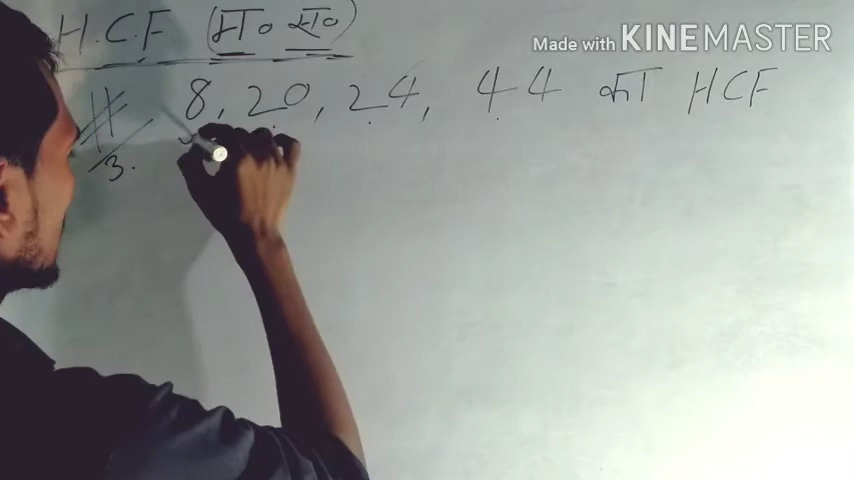 H.C.F (म० स०)
Made with KINEMASTER
8, 20, 24, 44 का HCF
3.